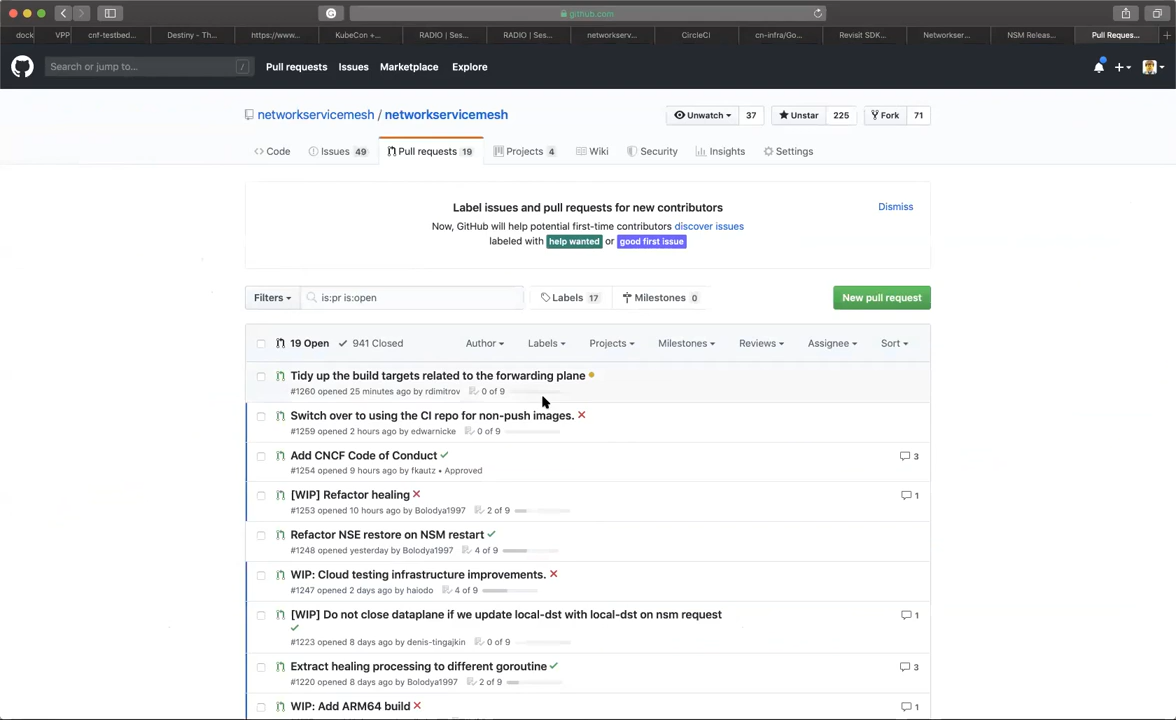 github.com
dock VPP cnf-testbed... Destiny - Th... https://www... KubeCon +... RADIO | Ses... RADIO | Ses... networkserv... CircleCI cn-infra/Go... Revisit SDK... Networkser... NSM Releas... Pull Reques...
Search or jump to... / Pull requests Issues Marketplace Explore
networkservicemesh / networkservicemesh Unwatch 37 Unstar 225 Fork 71
Code Issues 49 Pull requests 19 Projects 4 Wiki Security Insights Settings
Label issues and pull requests for new contributors Dismiss
Now, GitHub will help potential first-time contributors discover issues
labeled with help wanted or good first issue
Filters is:pr is:open Labels 17 Milestones 0 New pull request
19 Open 941 Closed Author Labels Projects Milestones Reviews Assignee Sort
Tidy up the build targets related to the forwarding plane
#1260 opened 25 minutes ago by rdimitrov 0 of 9
Switch over to using the CI repo for non-push images.
#1259 opened 2 hours ago by edwarnicke 0 of 9
Add CNCF Code of Conduct 3
#1254 opened 9 hours ago by fkautz • Approved
[WIP] Refactor healing 1
#1253 opened 10 hours ago by Bolodya1997 2 of 9
Refactor NSE restore on NSM restart
#1248 opened yesterday by Bolodya1997 4 of 9
WIP: Cloud testing infrastructure improvements.
#1247 opened 2 days ago by haiodo 4 of 9
[WIP] Do not close dataplane if we update local-dst with local-dst on nsm request 1
#1223 opened 8 days ago by denis-tingajkin 0 of 9
Extract healing processing to different goroutine 3
#1220 opened 8 days ago by Bolodya1997 2 of 9
WIP: Add ARM64 build 1